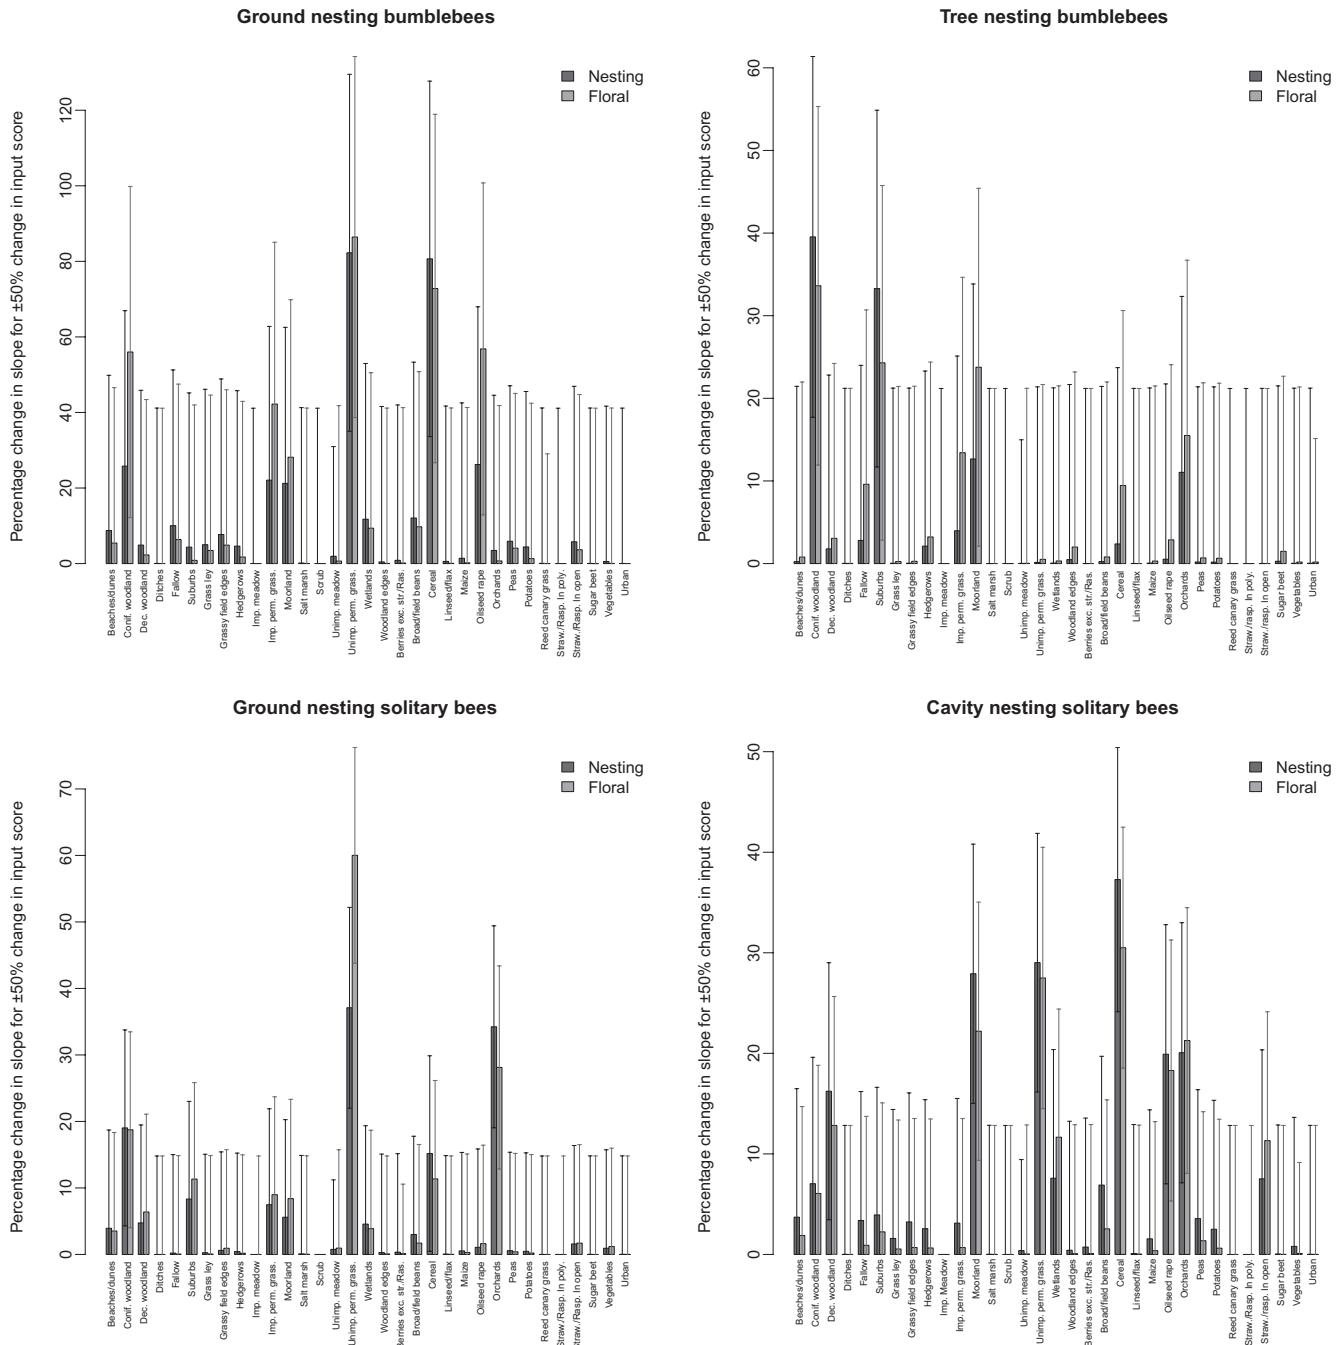 Ground nesting bumblebees
Percentage change in slope for ±50% change in input score
0
20
40
60
80
100
120
Nesting
Floral
Beaches/dunes
Conif. woodland
Dec. woodland
Ditches
Fallow
Suburbs
Grass ley
Grassy field edges
Hedgerows
Imp. meadow
Imp. perm. grass.
Moorland
Salt marsh
Scrub
Unimp. meadow
Unimp. perm. grass.
Wetlands
Woodland edges
Berries exc. str./Ras.
Broad/field beans
Cereal
Linseed/flax
Maize
Oilseed rape
Orchards
Peas
Potatoes
Reed canary grass
Straw./Rasp. In poly.
Straw./Rasp. In open
Sugar beet
Vegetables
Urban
Tree nesting bumblebees
Percentage change in slope for ±50% change in input score
0
10
20
30
40
50
60
Nesting
Floral
Beaches/dunes
Conif. woodland
Dec. woodland
Ditches
Fallow
Suburbs
Grass ley
Grassy field edges
Hedgerows
Imp. meadow
Imp. perm. grass.
Moorland
Salt marsh
Scrub
Unimp. meadow
Unimp. perm. grass.
Wetlands
Woodland edges
Berries exc. str./Ras.
Broad/field beans
Cereal
Linseed/flax
Maize
Oilseed rape
Orchards
Peas
Potatoes
Reed canary grass
Straw./rasp. In poly.
Straw./rasp. In open
Sugar beet
Vegetables
Urban
Ground nesting solitary bees
Percentage change in slope for ±50% change in input score
0
10
20
30
40
50
60
70
Nesting
Floral
Beaches/dunes
Conif. woodland
Dec. woodland
Ditches
Fallow
Suburbs
Grass ley
Grassy field edges
Hedgerows
Imp. meadow
Imp. perm. grass.
Moorland
Salt marsh
Scrub
Unimp. meadow
Unimp. perm. grass.
Wetlands
Woodland edges
Berries exc. str./Ras.
Broad/field beans
Cereal
Linseed/flax
Maize
Oilseed rape
Orchards
Peas
Potatoes
Reed canary grass
Straw./Rasp. In poly.
Straw./Rasp. In open
Sugar beet
Vegetables
Urban
Cavity nesting solitary bees
Percentage change in slope for ±50% change in input score
0
10
20
30
40
50
Nesting
Floral
Beaches/dunes
Conif. woodland
Dec. woodland
Ditches
Fallow
Suburbs
Grass ley
Grassy field edges
Hedgerows
Imp. Meadow
Imp. perm. grass.
Moorland
Salt marsh
Scrub
Unimp. meadow
Unimp. perm. grass.
Wetlands
Woodland edges
Berries exc. str./Ras.
Broad/field beans
Cereal
Linseed/flax
Maize
Oilseed rape
Orchards
Peas
Potatoes
Reed canary grass
Straw./Rasp. In poly.
Straw./rasp. In open
Sugar beet
Vegetables
Urban